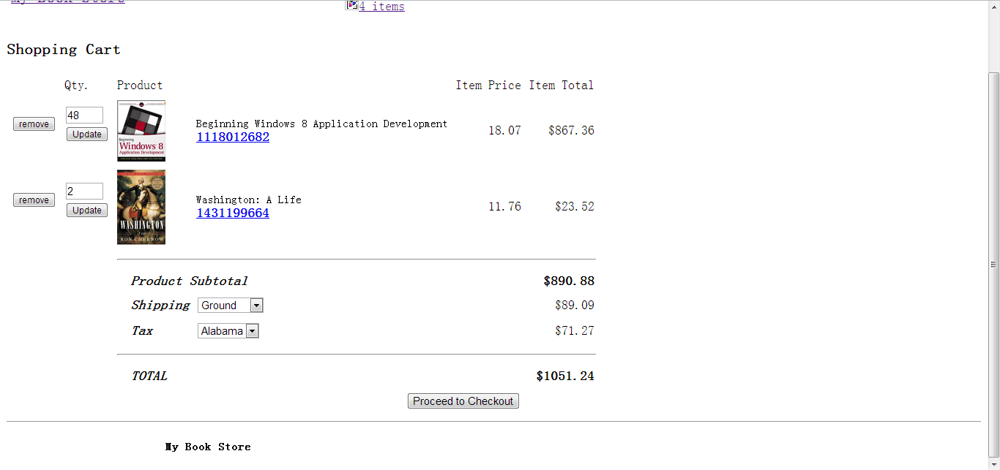 My Book Store
4 items
Shopping Cart
Qty. Product Item Price Item Total
remove 48 Update Beginning Windows 8 Application Development 1118012682 18.07 $867.36
Beginning
Windows 8
Application Development
remove 2 Update Washington: A Life 1431199664 11.76 $23.52
WASHINGTON
RON CHERNOW
Product Subtotal $890.88
Shipping Ground $89.09
Tax Alabama $71.27
TOTAL $1051.24
Proceed to Checkout
My Book Store